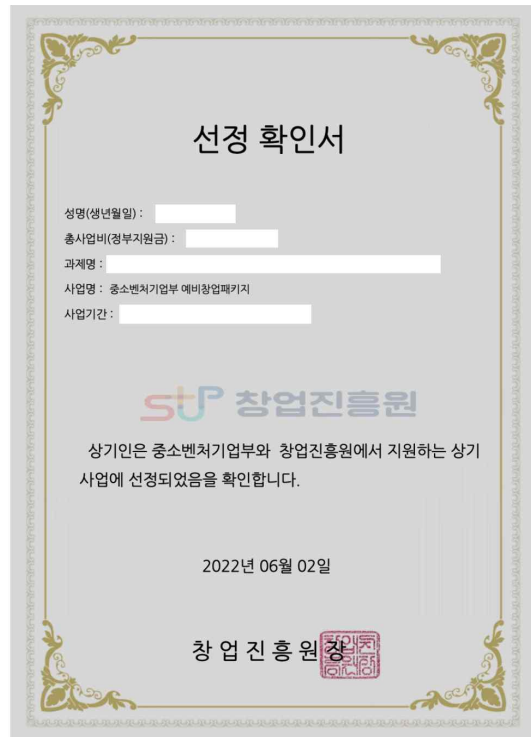 선정 확인서
성명(생년월일) :
총사업비(정부지원금) :
과제명 :
사업명 : 중소벤처기업부 예비창업패키지
사업기간 :
창업진흥원
상기인은 중소벤처기업부와 창업진흥원에서 지원하는 상기
사업에 선정되었음을 확인합니다.
2022년 06월 02일
창 업 진 흥 원 장